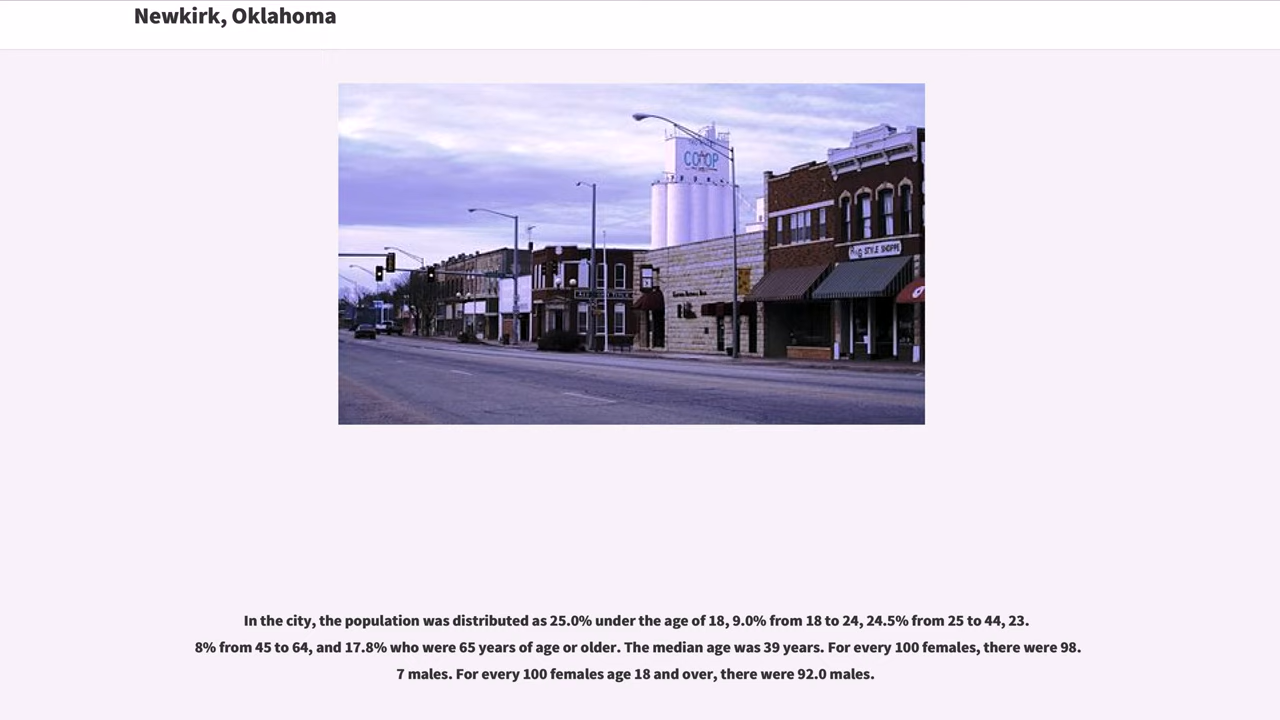 Newkirk, Oklahoma
CO-OP
STYLE SHOPPE
In the city, the population was distributed as 25.0% under the age of 18, 9.0% from 18 to 24, 24.5% from 25 to 44, 23.
8% from 45 to 64, and 17.8% who were 65 years of age or older. The median age was 39 years. For every 100 females, there were 98.
7 males. For every 100 females age 18 and over, there were 92.0 males.